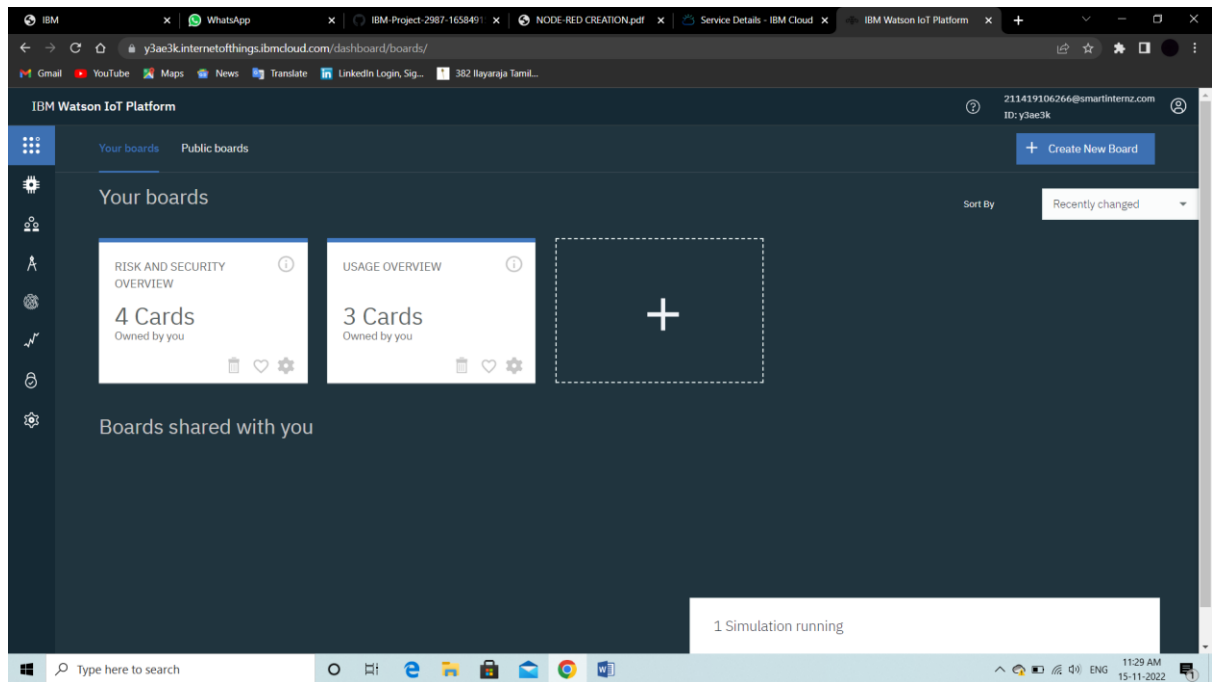 IBM
WhatsApp
IBM-Project-2987-1658491
NODE-RED CREATION.pdf
Service Details - IBM Cloud
IBM Watson IoT Platform
y3ae3k.internetofthings.ibmcloud.com/dashboard/boards/
Gmail
YouTube
Maps
News
Translate
LinkedIn Login, Sig...
382 Ilayaraja Tamil...
IBM Watson IoT Platform
211419106266@smartinternz.com
ID: y3ae3k
Your boards
Public boards
+ Create New Board
Your boards
Sort By
Recently changed
RISK AND SECURITY
OVERVIEW
4 Cards
Owned by you
USAGE OVERVIEW
3 Cards
Owned by you
Boards shared with you
1 Simulation running
Type here to search
ENG
11:29 AM
15-11-2022
1